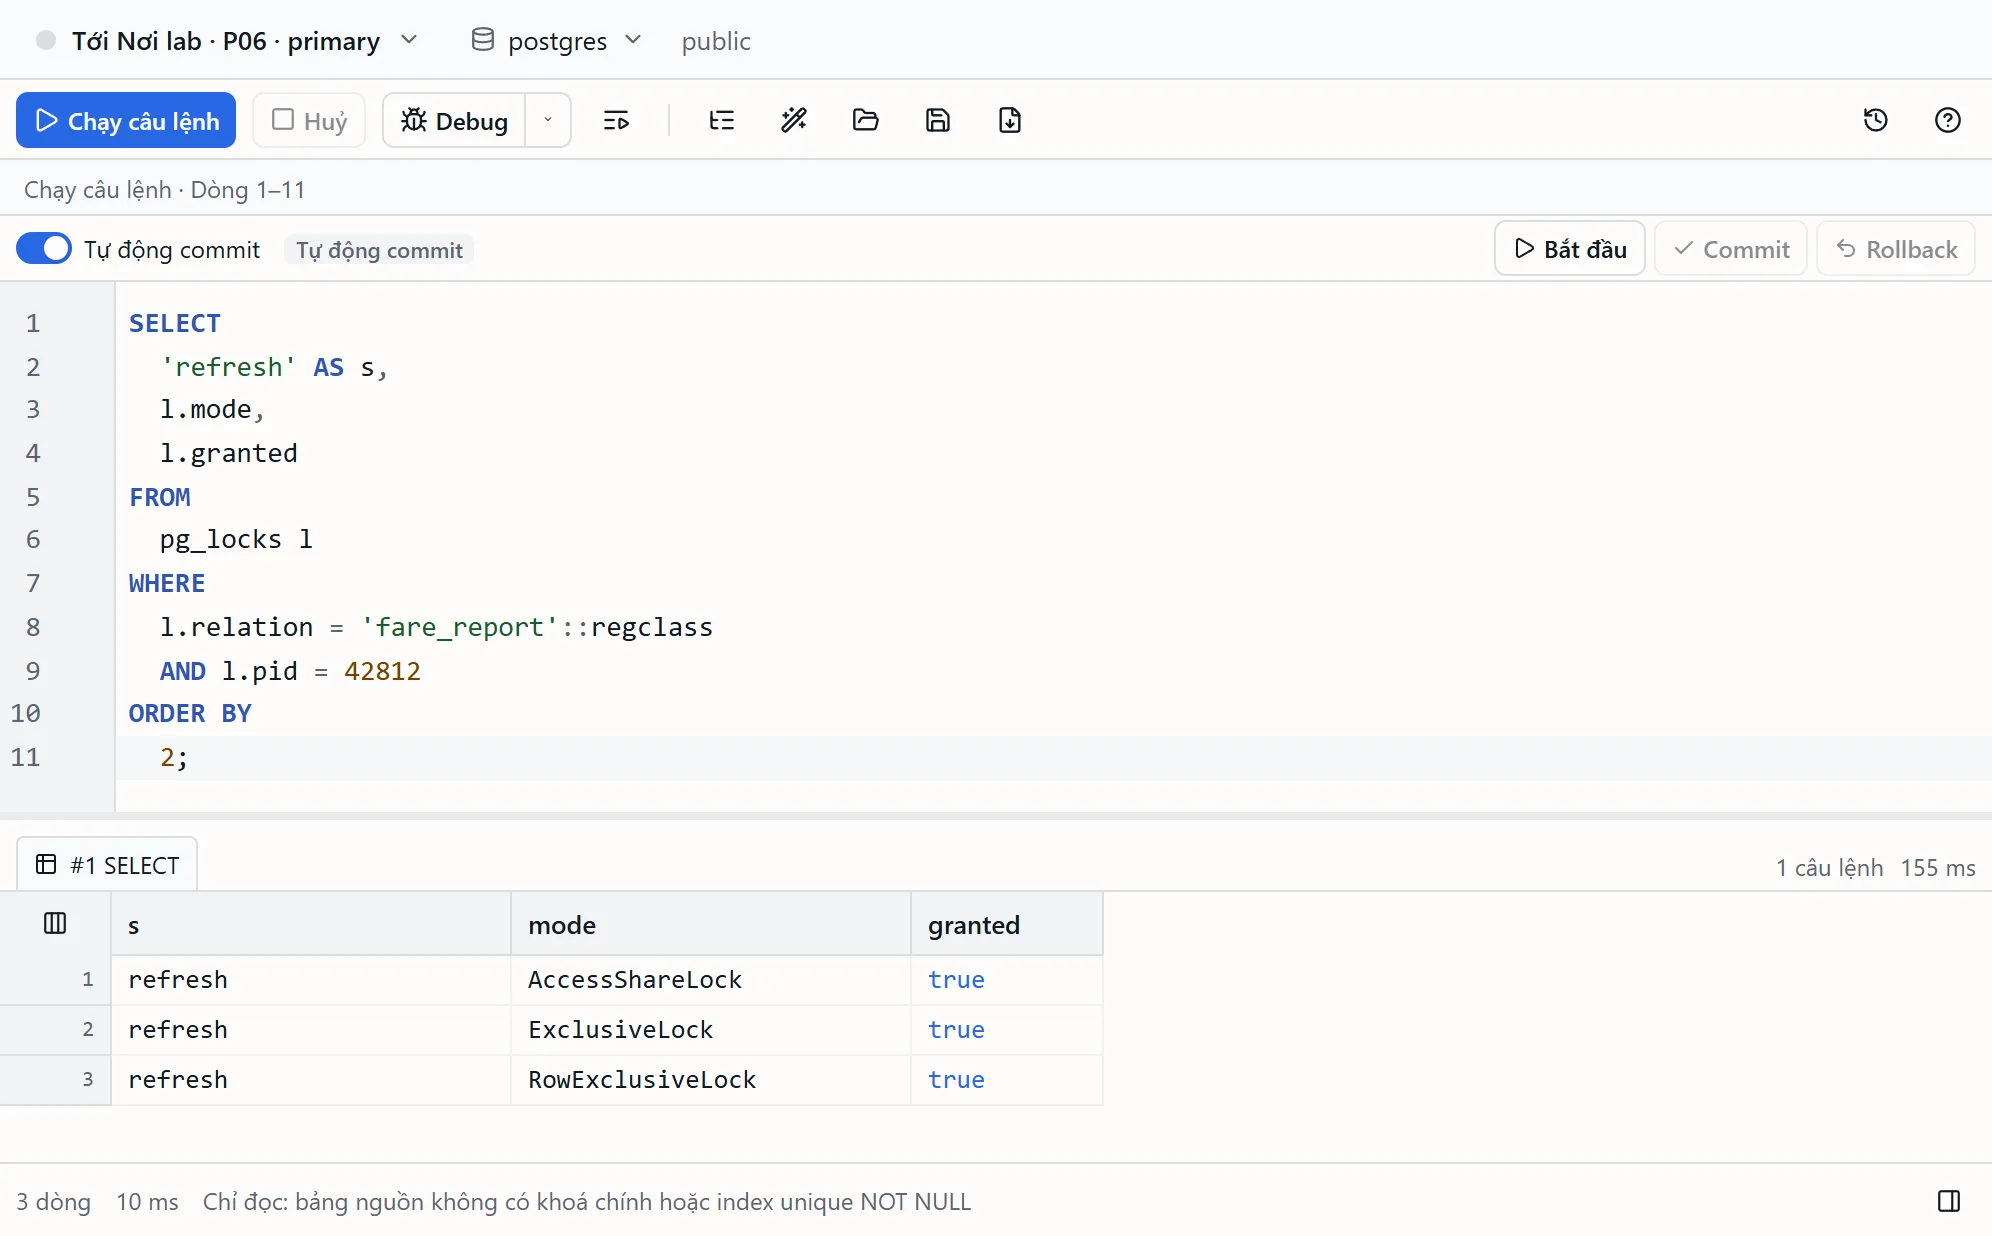 Tới Nơi lab · P06 · primary postgres public
Chạy câu lệnh Huỷ Debug
Chạy câu lệnh · Dòng 1–11
Tự động commit Tự động commit Bắt đầu Commit Rollback
1 SELECT
2 'refresh' AS s,
3 l.mode,
4 l.granted
5 FROM
6 pg_locks l
7 WHERE
8 l.relation = 'fare_report'::regclass
9 AND l.pid = 42812
10 ORDER BY
11 2;
#1 SELECT 1 câu lệnh 155 ms
s mode granted
1 refresh AccessShareLock true
2 refresh ExclusiveLock true
3 refresh RowExclusiveLock true
3 dòng 10 ms Chỉ đọc: bảng nguồn không có khoá chính hoặc index unique NOT NULL